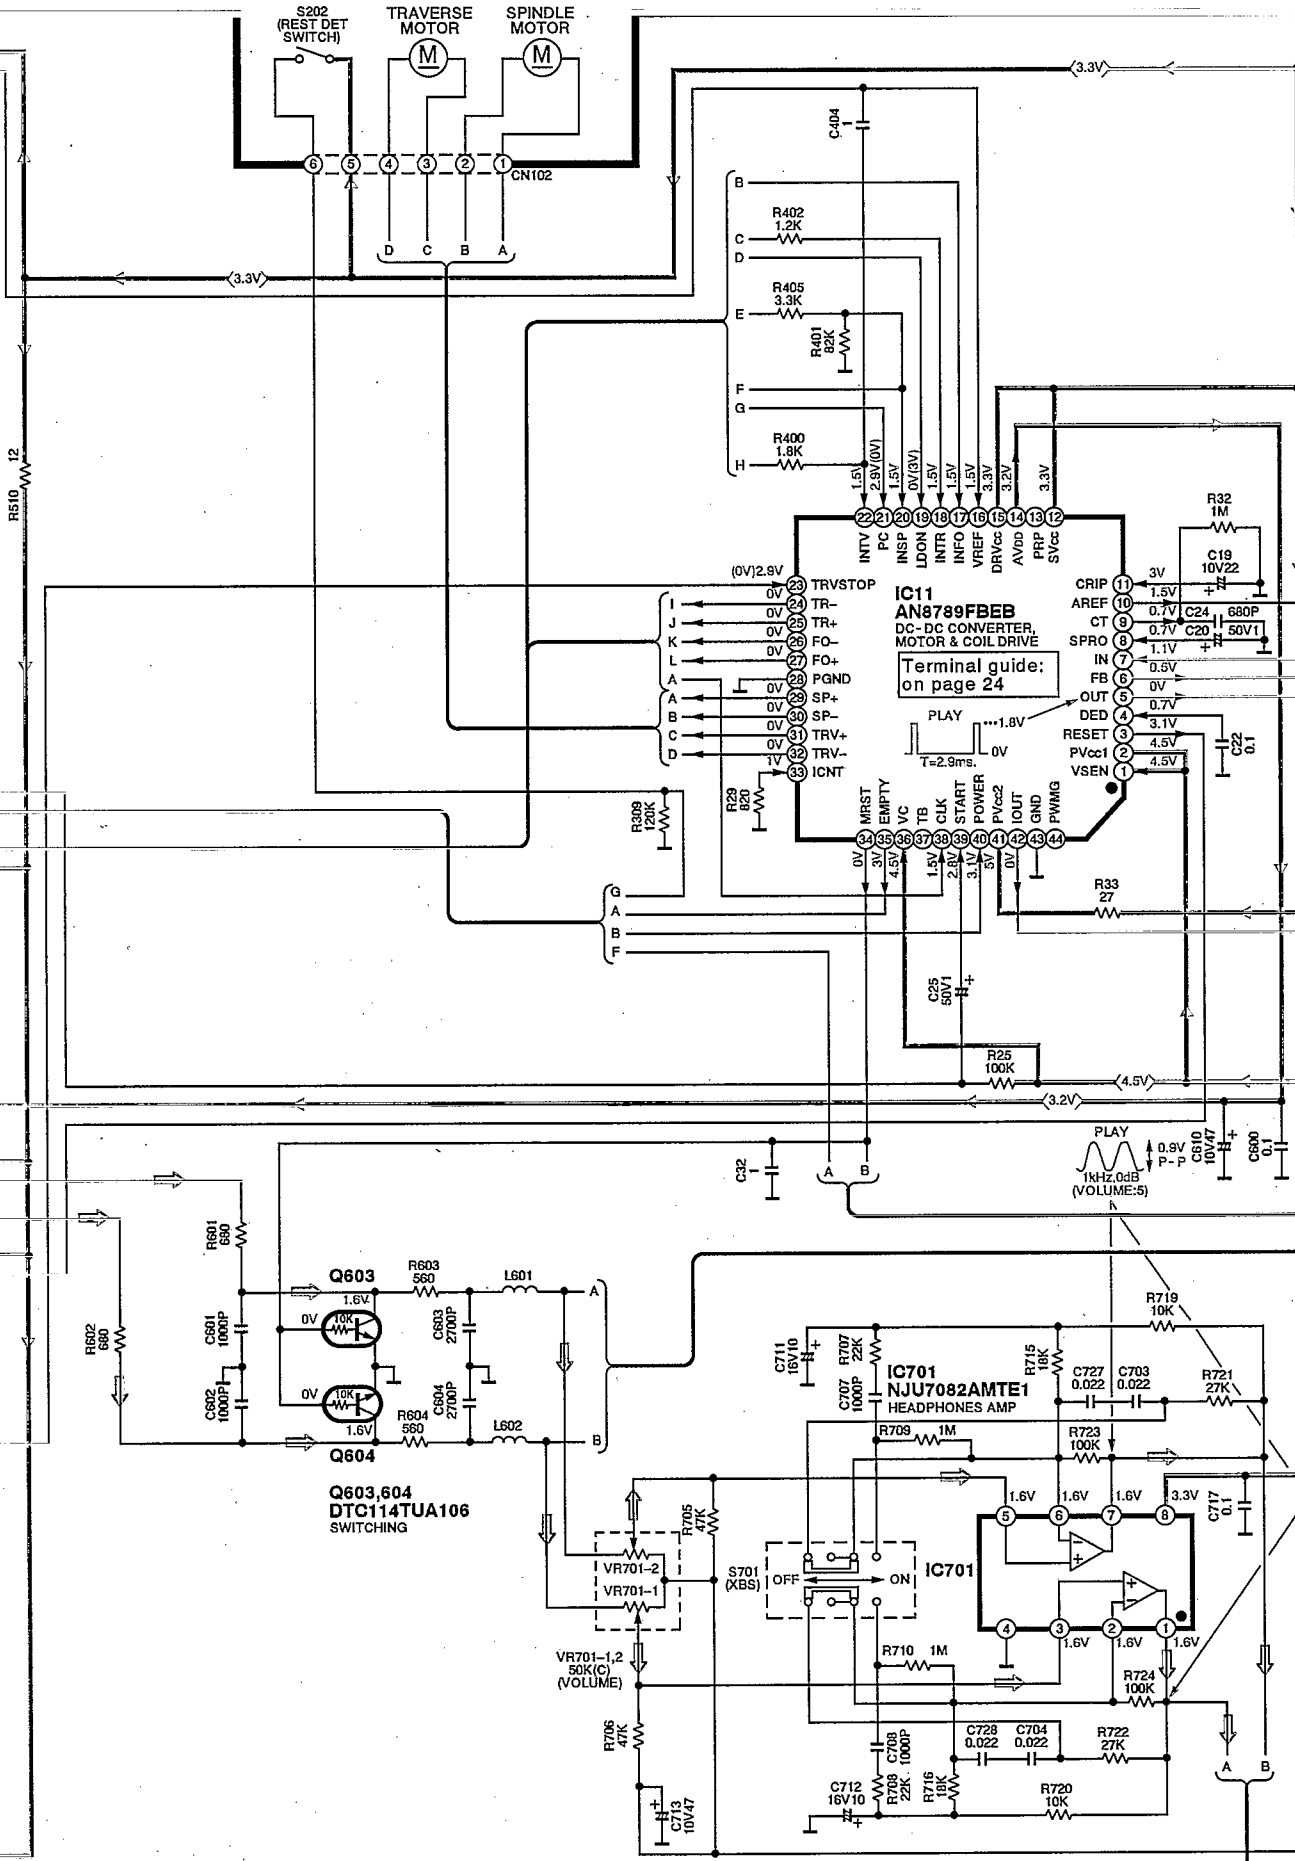 S202
(REST DET
SWITCH)
TRAVERSE
MOTOR
SPINDLE
MOTOR
M
M
(3.3V)
6
5
4
3
2
1
CN102
D
C
B
A
(3.3V)
C404
1
B
R402
1.2K
C
D
R405
3.3K
E
R401
82K
F
G
R400
1.8K
H
12
R510
1.5V
2.9V(0V)
1.5V
0V(3V)
1.5V
1.5V
1.5V
3.3V
3.2V
3.3V
22
21
20
19
18
17
16
15
14
13
12
INTV
PC
INSP
LDON
INTR
INFO
VREF
DRVcc
AVDD
PRP
SVcc
R32
1M
C19
10V22
(0V)2.9V
23 TRVSTOP
0V
I
24 TR-
0V
J
25 TR+
0V
K
26 FO-
0V
L
27 FO+
A
28 PGND
0V
A
29 SP+
0V
B
30 SP-
0V
C
31 TRV+
0V
D
32 TRV-
1V
33 ICNT
IC11
AN8789FBEB
DC-DC CONVERTER,
MOTOR & COIL DRIVE
Terminal guide:
on page 24
PLAY
1.8V
0V
T=2.9ms.
CRIP 11
3V
AREF 10
1.5V
CT 9
0.7V
C24 680P
SPRO 8
0.7V
C20 50V1
IN 7
1.1V
FB 6
0.5V
OUT 5
0V
DED 4
0.7V
RESET 3
3.1V
PVcc1 2
4.5V
VSEN 1
4.5V
C22
0.1
R309
120K
R29
820
MRST
EMPTY
VC
TB
CLK
START
POWER
PVcc2
IOUT
GND
PWMG
34
35
36
37
38
39
40
41
42
43
44
0V
3V
4.5V
1.5V
2.8V
3.1V
5V
0V
G
A
B
F
R33
27
C25
50V1
R25
100K
(4.5V)
(3.2V)
C32
1
A
B
PLAY
0.9V
P-P
1kHz,0dB
(VOLUME:5)
C610
10V47
C600
0.1
R601
680
R602
680
C601
1000P
C602
1000P
Q603
1.6V
0V
10K
0V
10K
1.6V
Q604
R603
560
C603
2700P
L601
A
C604
2700P
R604
560
L602
B
Q603,604
DTC114TUA106
SWITCHING
R719
10K
C711
16V10
R707
22K
C707
1000P
IC701
NJU7082AMTE1
HEADPHONES AMP
R715
18K
C727
0.022
C703
0.022
R721
27K
R709 1M
R723
100K
R705
47K
1.6V
1.6V
1.6V
3.3V
5
6
7
8
C717
0.1
VR701-2
VR701-1
S701
(XBS)
OFF
ON
IC701
-
+
+
-
4
3
2
1
1.6V
1.6V
1.6V
VR701-1,2
50K(C)
(VOLUME)
R710 1M
R724
100K
R706
47K
C713
10V47
C708
1000P
R708
22K
C712
16V10
C728
0.022
C704
0.022
R722
27K
R716
18K
R720
10K
A
B